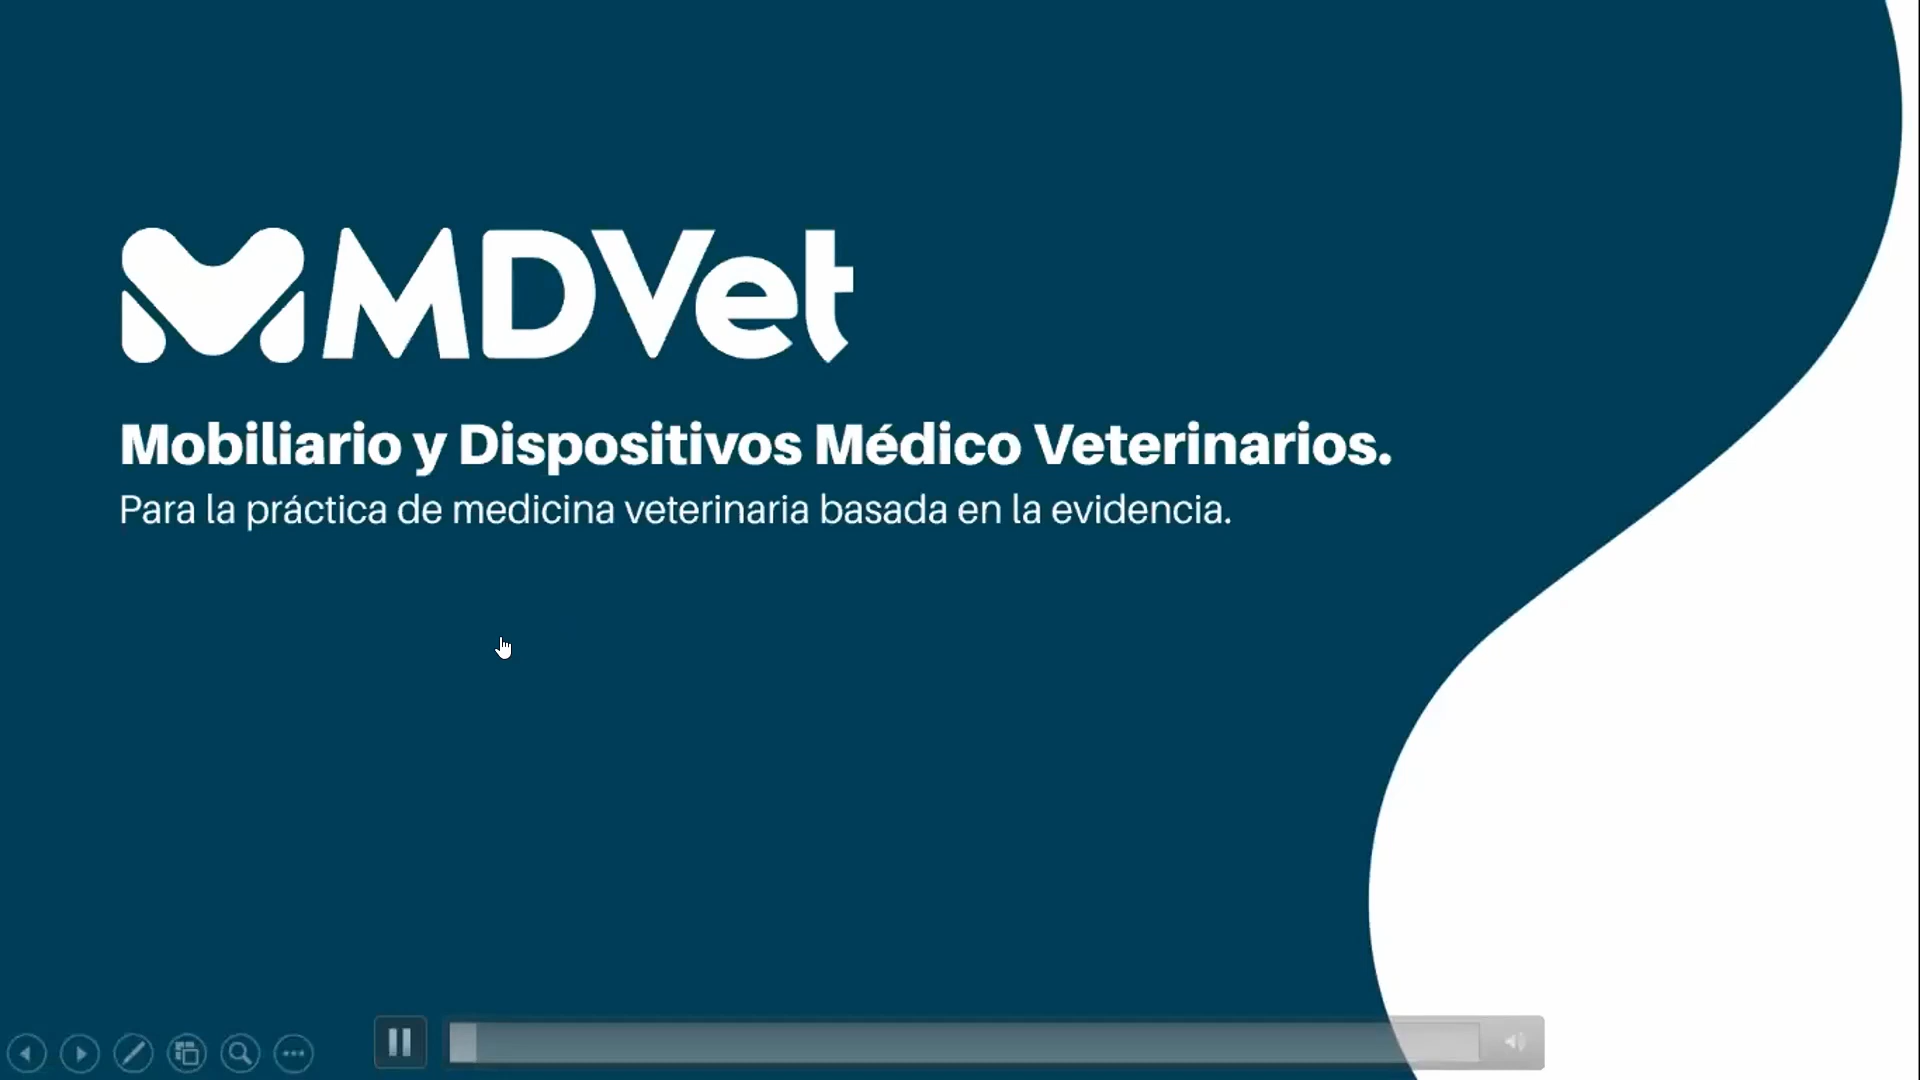 MDVet
Mobiliario y Dispositivos Médico Veterinarios.
Para la práctica de medicina veterinaria basada en la evidencia.